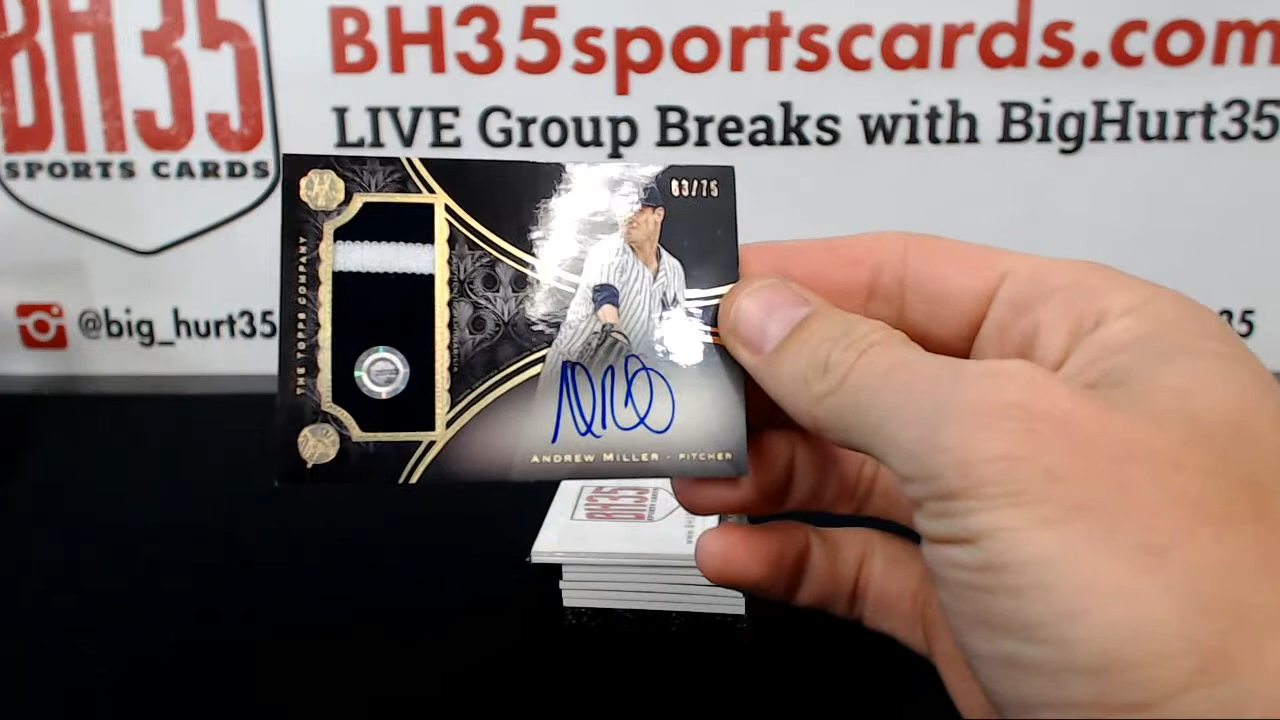 BH35
SPORTS CARDS
BH35sportscards.com
LIVE Group Breaks with BigHurt35
@big_hurt35
35
THE TOPPS COMPANY
03/75
ANDREW MILLER - PITCHER
BH35